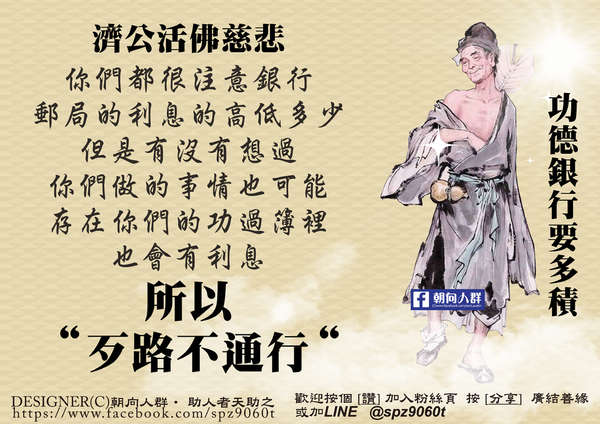 濟公活佛慈悲
你們都很注意銀行
郵局的利息的高低多少
但是有沒有想過
你們做的事情也可能
存在你們的功過簿裡
也會有利息
所以
“歹路不通行“
功德銀行要多積
朝向人群
DESIGNER(C)朝向人群・ 助人者天助之
https://www.facebook.com/spz9060t
歡迎按個 [讚] 加入粉絲頁 按 [分享] 廣結善緣
或加LINE @spz9060t